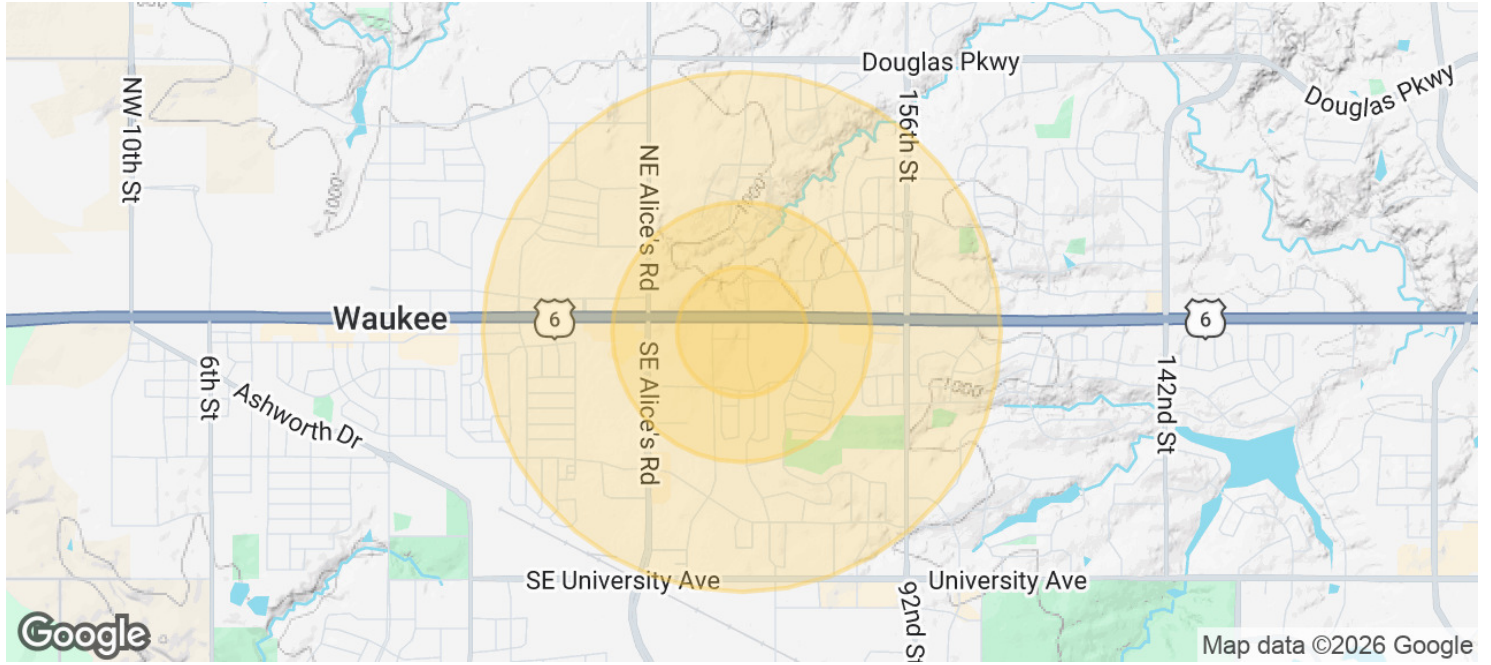 Douglas Pkwy
Douglas Pkwy
NW 10th St
156th St
NE Alice's Rd
1000'
1000'
Waukee
6
6
6th St
Ashworth Dr
SE Alice's Rd
1000'
142nd St
SE University Ave
University Ave
92nd St
Google
Map data ©2026 Google